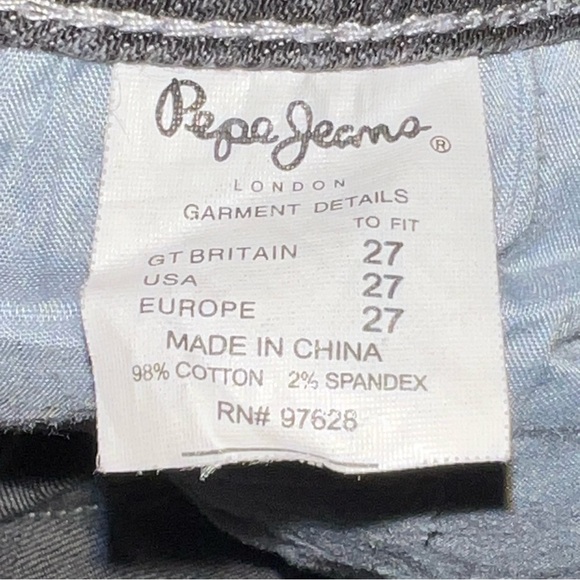 Pepe Jeans®
LONDON
GARMENT DETAILS
TO FIT
GT BRITAIN 27
USA 27
EUROPE 27
MADE IN CHINA
98% COTTON 2% SPANDEX
RN# 97628